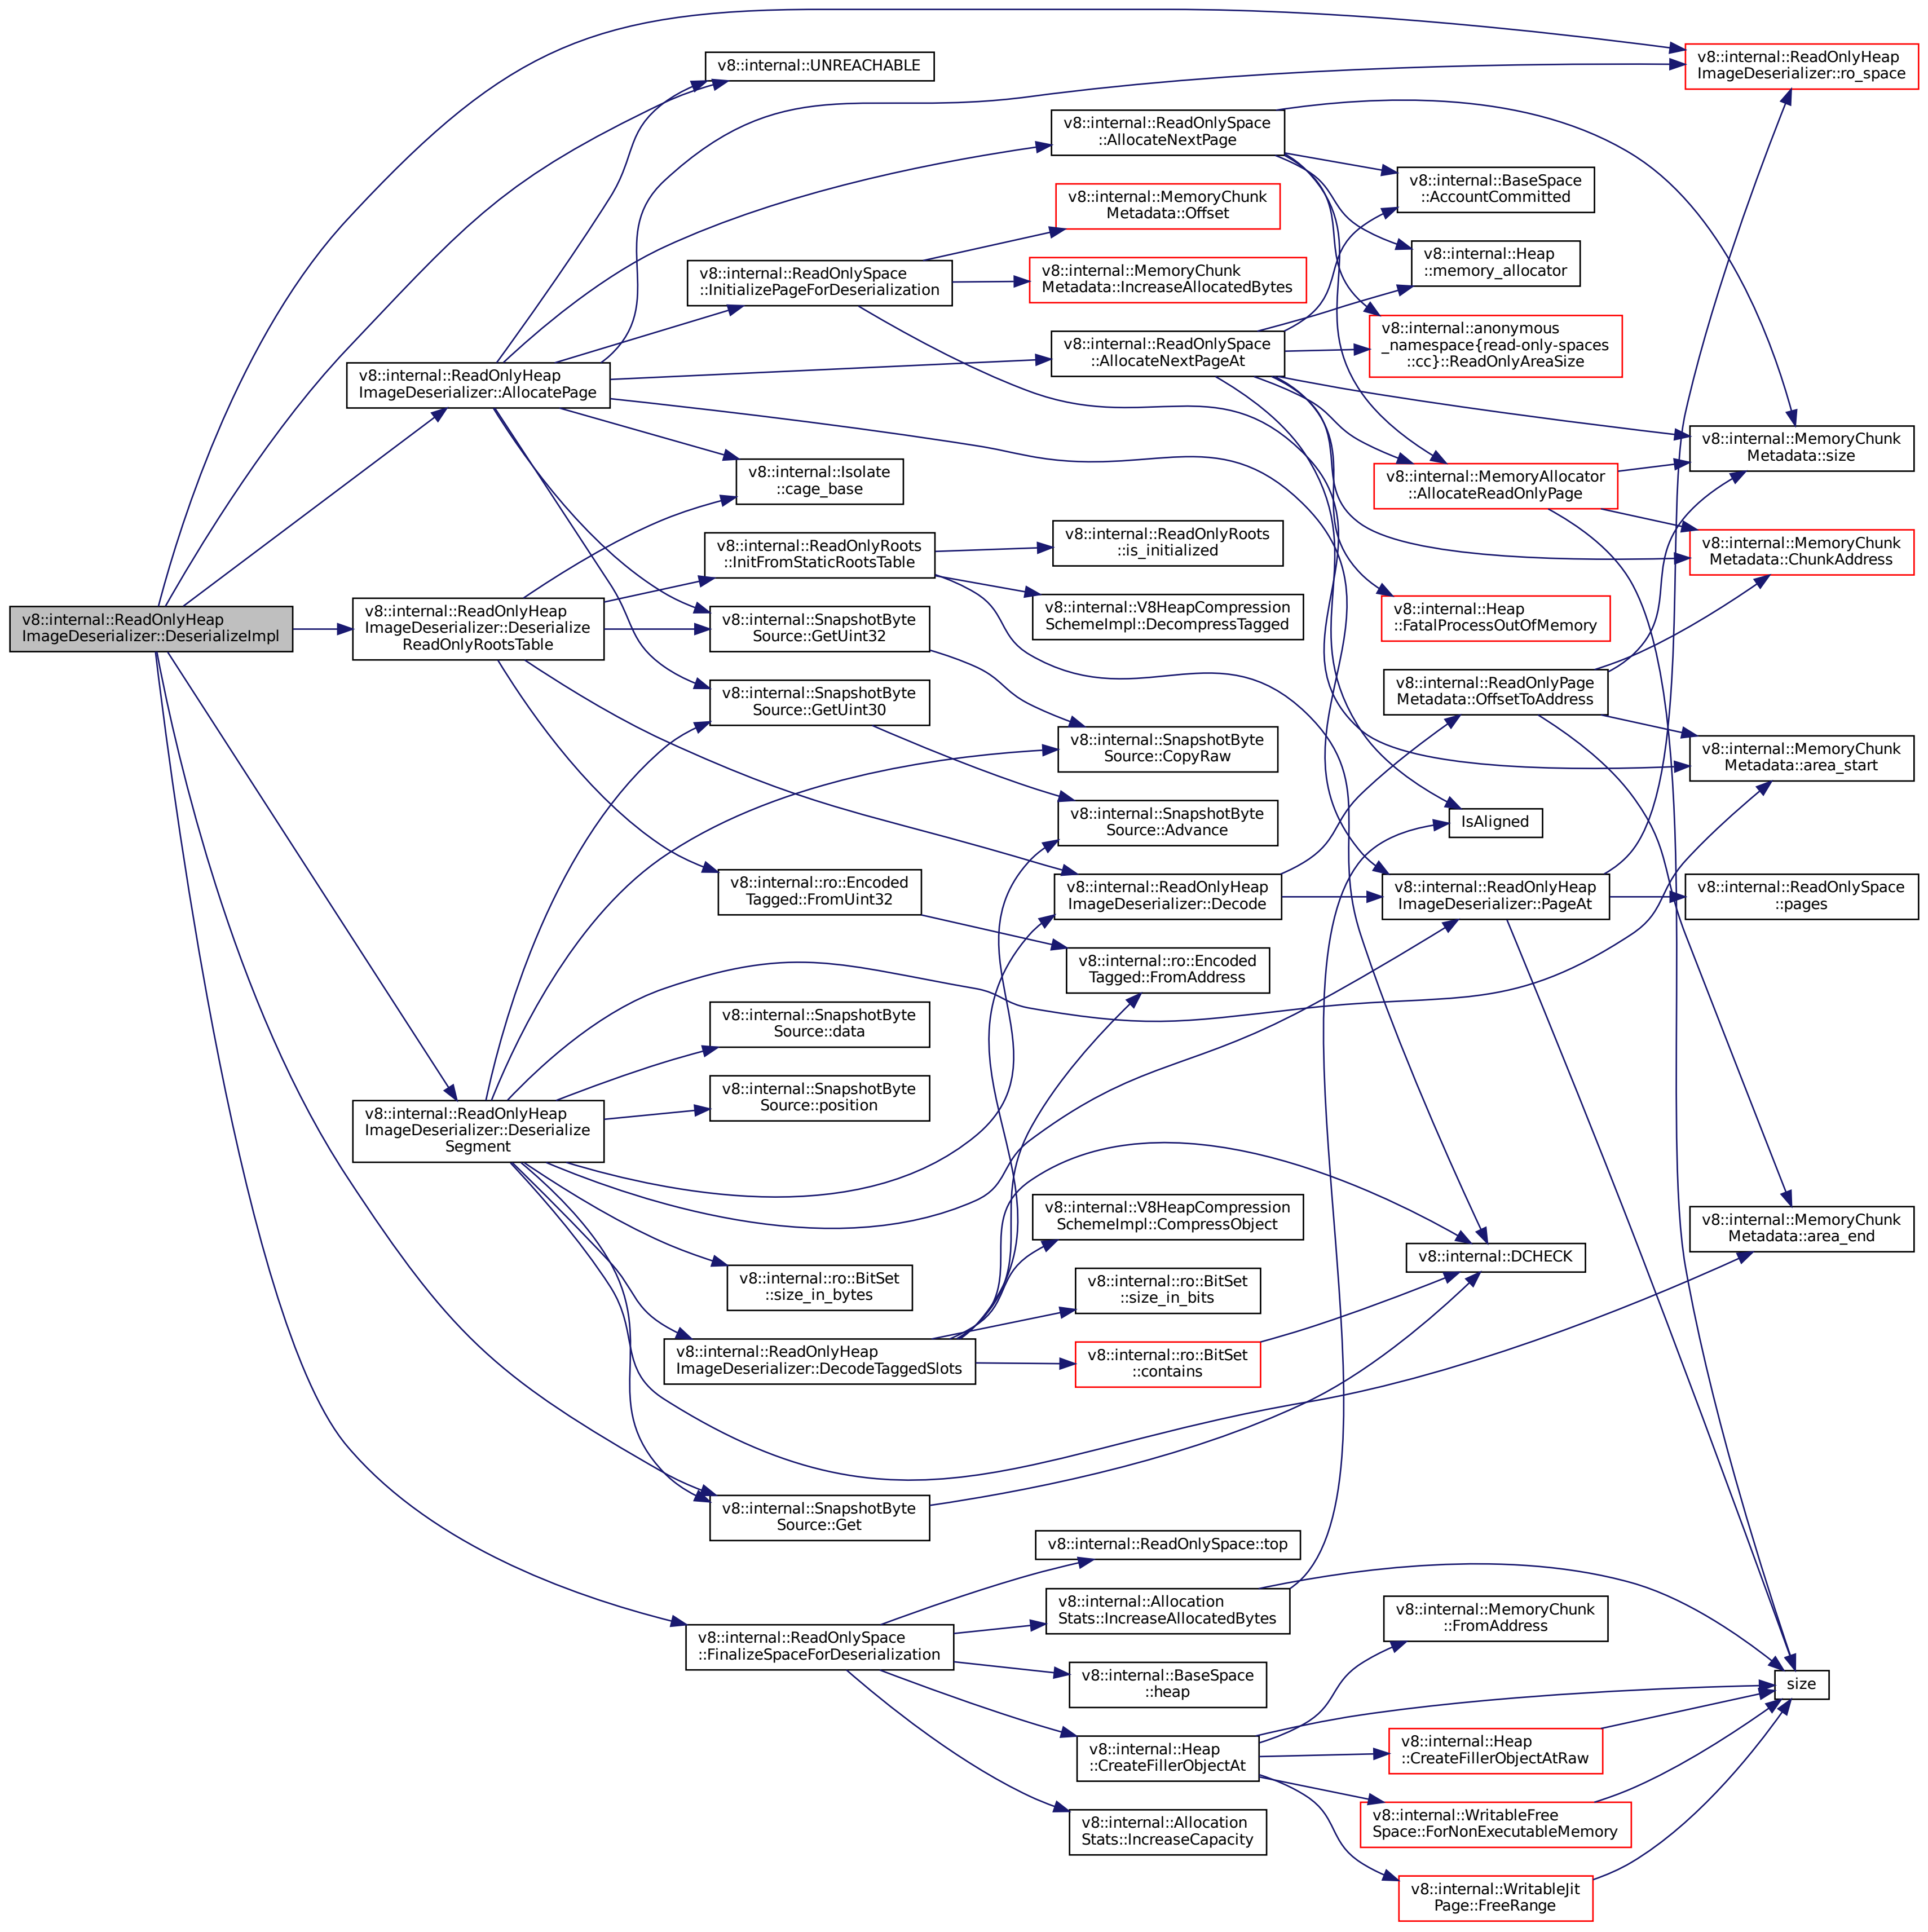 v8::internal::ReadOnlyHeap
ImageDeserializer::DeserializeImpl
v8::internal::UNREACHABLE
v8::internal::ReadOnlyHeap
ImageDeserializer::ro_space
v8::internal::ReadOnlyHeap
ImageDeserializer::AllocatePage
v8::internal::ReadOnlySpace
::AllocateNextPage
v8::internal::BaseSpace
::AccountCommitted
v8::internal::MemoryChunk
Metadata::Offset
v8::internal::Heap
::memory_allocator
v8::internal::ReadOnlySpace
::InitializePageForDeserialization
v8::internal::MemoryChunk
Metadata::IncreaseAllocatedBytes
v8::internal::ReadOnlySpace
::AllocateNextPageAt
v8::internal::anonymous
_namespace{read-only-spaces
::cc}::ReadOnlyAreaSize
v8::internal::MemoryChunk
Metadata::size
v8::internal::Isolate
::cage_base
v8::internal::MemoryAllocator
::AllocateReadOnlyPage
v8::internal::MemoryChunk
Metadata::ChunkAddress
v8::internal::ReadOnlyRoots
::InitFromStaticRootsTable
v8::internal::ReadOnlyRoots
::is_initialized
v8::internal::V8HeapCompression
SchemeImpl::DecompressTagged
v8::internal::Heap
::FatalProcessOutOfMemory
v8::internal::ReadOnlyHeap
ImageDeserializer::Deserialize
ReadOnlyRootsTable
v8::internal::SnapshotByte
Source::GetUint32
v8::internal::SnapshotByte
Source::GetUint30
v8::internal::ReadOnlyPage
Metadata::OffsetToAddress
v8::internal::SnapshotByte
Source::CopyRaw
v8::internal::MemoryChunk
Metadata::area_start
v8::internal::SnapshotByte
Source::Advance
IsAligned
v8::internal::ro::Encoded
Tagged::FromUint32
v8::internal::ReadOnlyHeap
ImageDeserializer::Decode
v8::internal::ReadOnlyHeap
ImageDeserializer::PageAt
v8::internal::ReadOnlySpace
::pages
v8::internal::ro::Encoded
Tagged::FromAddress
v8::internal::SnapshotByte
Source::data
v8::internal::SnapshotByte
Source::position
v8::internal::ReadOnlyHeap
ImageDeserializer::Deserialize
Segment
v8::internal::V8HeapCompression
SchemeImpl::CompressObject
v8::internal::DCHECK
v8::internal::MemoryChunk
Metadata::area_end
v8::internal::ro::BitSet
::size_in_bytes
v8::internal::ro::BitSet
::size_in_bits
v8::internal::ReadOnlyHeap
ImageDeserializer::DecodeTaggedSlots
v8::internal::ro::BitSet
::contains
v8::internal::SnapshotByte
Source::Get
v8::internal::ReadOnlySpace::top
v8::internal::Allocation
Stats::IncreaseAllocatedBytes
v8::internal::MemoryChunk
::FromAddress
v8::internal::ReadOnlySpace
::FinalizeSpaceForDeserialization
v8::internal::BaseSpace
::heap
size
v8::internal::Heap
::CreateFillerObjectAt
v8::internal::Heap
::CreateFillerObjectAtRaw
v8::internal::WritableFree
Space::ForNonExecutableMemory
v8::internal::Allocation
Stats::IncreaseCapacity
v8::internal::WritableJit
Page::FreeRange